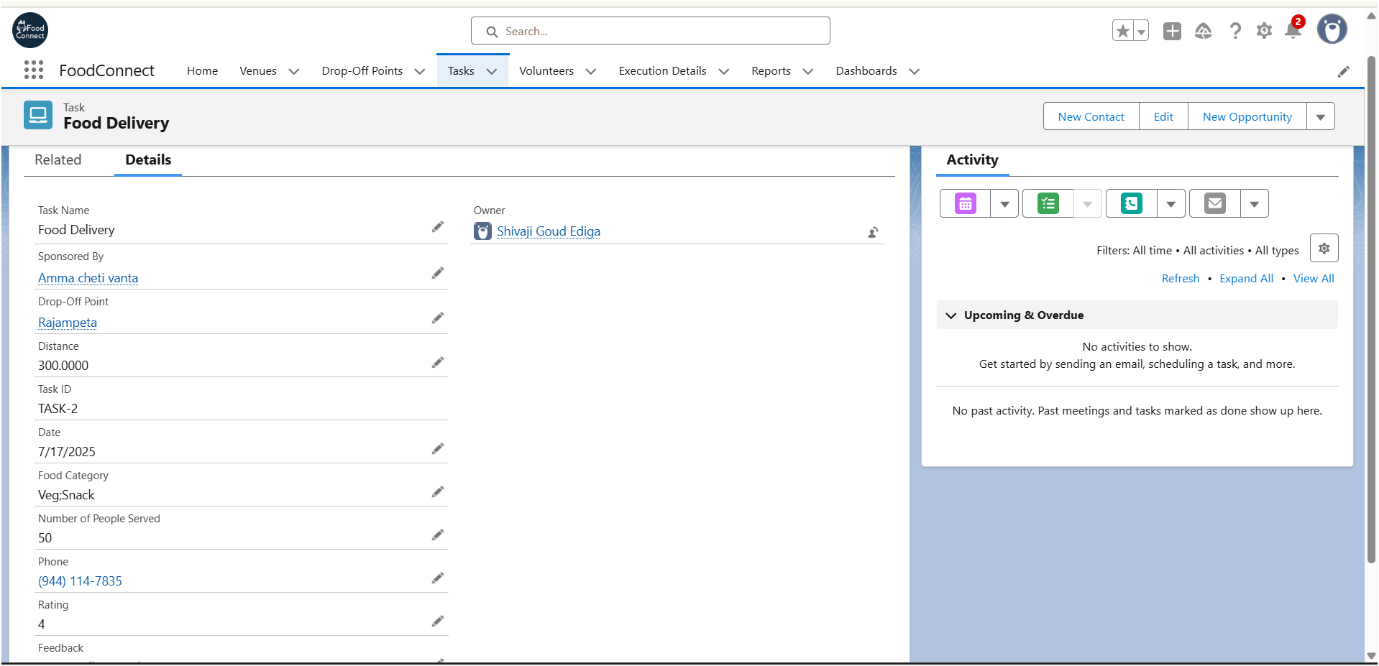 Food
Connect
Search...
2
FoodConnect
Home
Venues
Drop-Off Points
Tasks
Volunteers
Execution Details
Reports
Dashboards
Task
Food Delivery
New Contact
Edit
New Opportunity
Related
Details
Task Name
Food Delivery
Sponsored By
Amma cheti vanta
Drop-Off Point
Rajampeta
Distance
300.0000
Task ID
TASK-2
Date
7/17/2025
Food Category
Veg;Snack
Number of People Served
50
Phone
(944) 114-7835
Rating
4
Feedback
Owner
Shivaji Goud Ediga
Activity
Filters: All time • All activities • All types
Refresh • Expand All • View All
Upcoming & Overdue
No activities to show.
Get started by sending an email, scheduling a task, and more.
No past activity. Past meetings and tasks marked as done show up here.